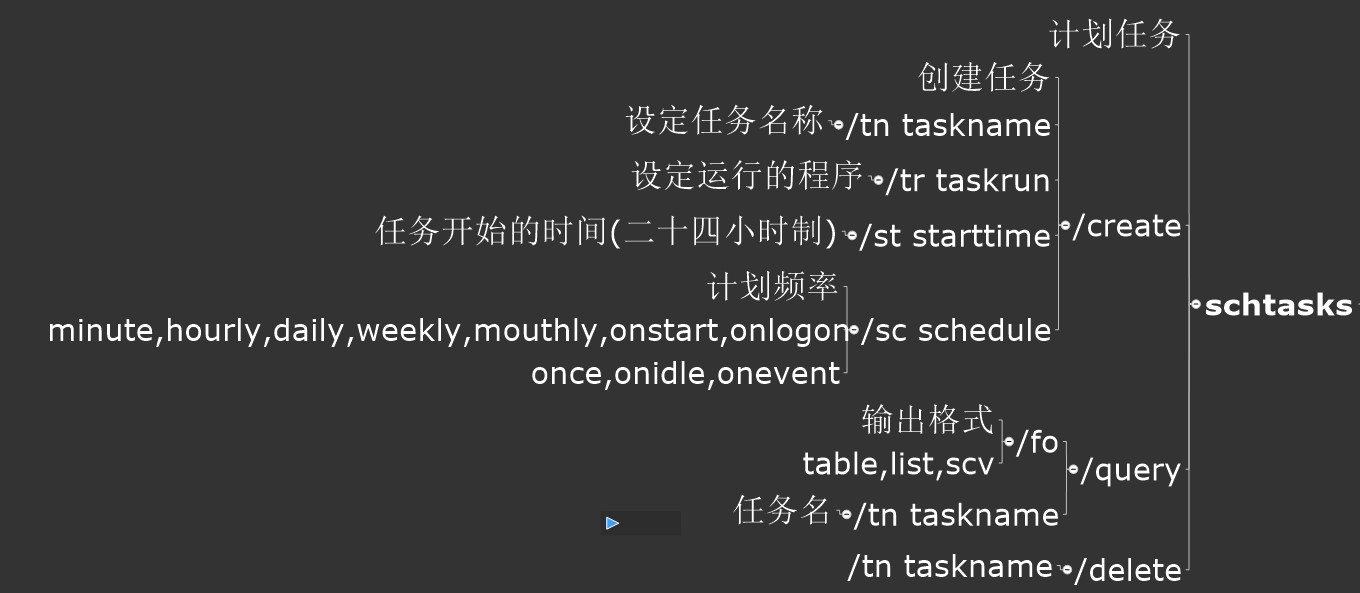 计划任务
创建任务
设定任务名称 /tn taskname
设定运行的程序 /tr taskrun
/create
任务开始的时间(二十四小时制) /st starttime
计划频率
schtasks
minute,hourly,daily,weekly,mouthly,onstart,onlogon /sc schedule
once,onidle,onevent
输出格式
/fo
table,list,scv
/query
任务名 /tn taskname
/tn taskname /delete